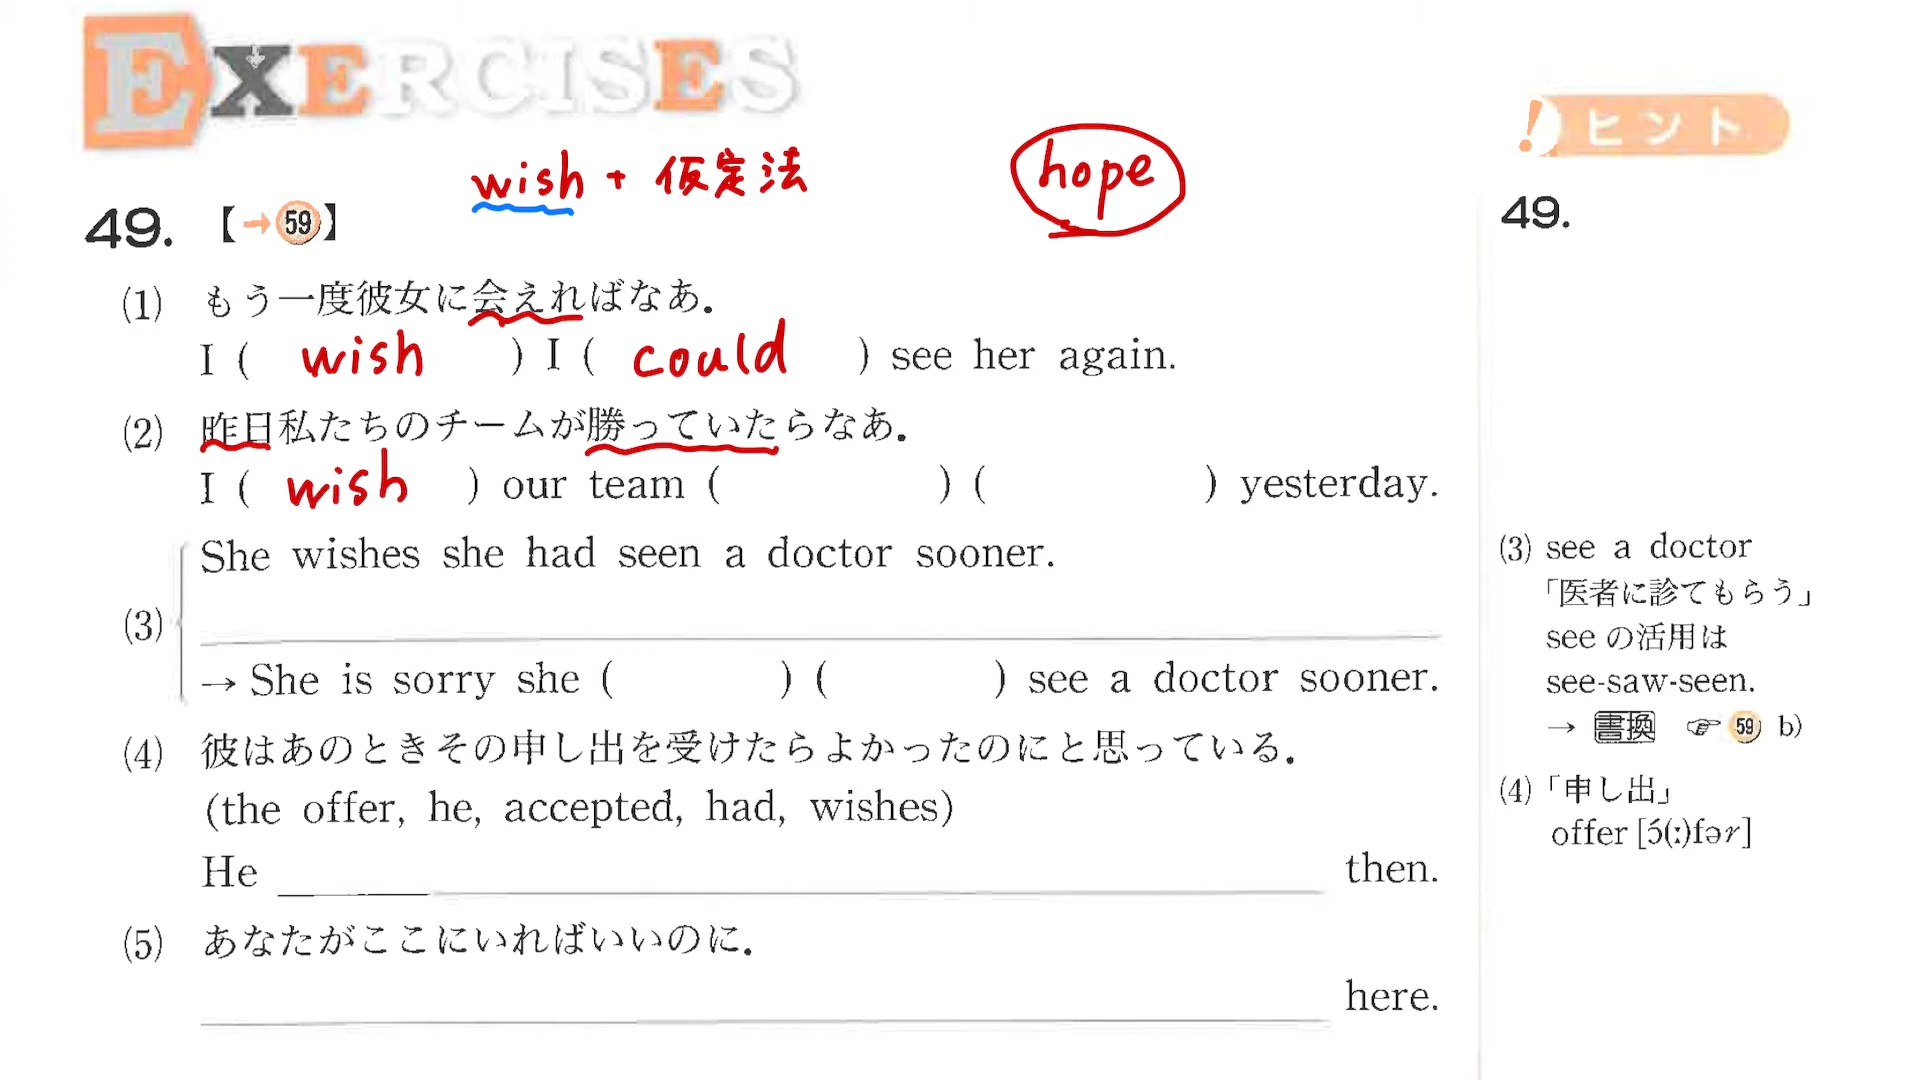 EXERCISES
! ヒント
wish + 仮定法 hope
49. 【→59】
(1) もう一度彼女に会えればなあ.
I ( wish ) I ( could ) see her again.
(2) 昨日私たちのチームが勝っていたらなあ.
I ( wish ) our team ( ) ( ) yesterday.
(3) She wishes she had seen a doctor sooner.
→ She is sorry she ( ) ( ) see a doctor sooner.
(4) 彼はあのときその申し出を受けたらよかったのにと思っている.
(the offer, he, accepted, had, wishes)
He then.
(5) あなたがここにいればいいのに.
here.
49.
(3) see a doctor
「医者に診てもらう」
see の活用は
see-saw-seen.
→ 書換 ☞ 59 b)
(4)「申し出」
offer [ɔ́(ː)fər]